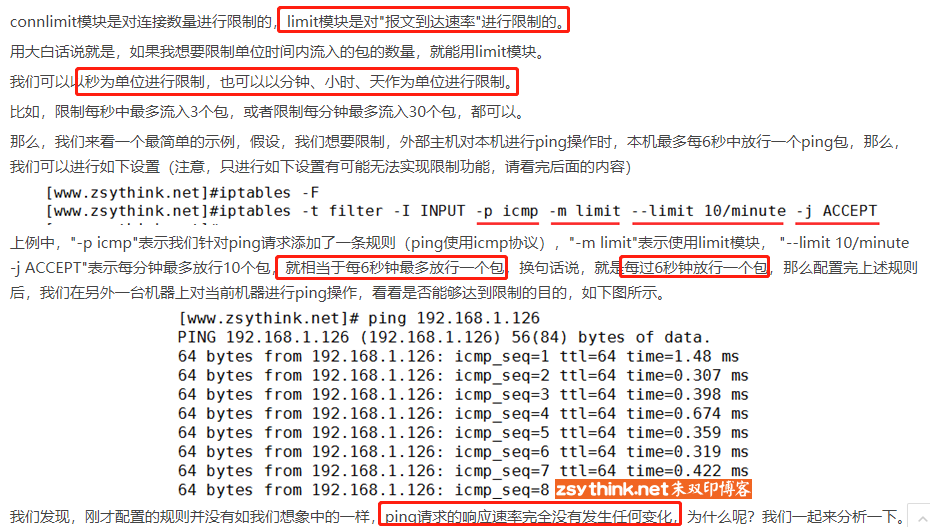 connlimit模块是对连接数量进行限制的，limit模块是对"报文到达速率"进行限制的。
用大白话说就是，如果我想要限制单位时间内流入的包的数量，就能用limit模块。
我们可以以秒为单位进行限制，也可以以分钟、小时、天作为单位进行限制。
比如，限制每秒中最多流入3个包，或者限制每分钟最多流入30个包，都可以。
那么，我们来看一个最简单的示例，假设，我们想要限制，外部主机对本机进行ping操作时，本机最多每6秒中放行一个ping包，那么，
我们可以进行如下设置（注意，只进行如下设置有可能无法实现限制功能，请看完后面的内容）
[www.zsythink.net]#iptables -F
[www.zsythink.net]#iptables -t filter -I INPUT -p icmp -m limit --limit 10/minute -j ACCEPT
上例中，"-p icmp"表示我们针对ping请求添加了一条规则（ping使用icmp协议），"-m limit"表示使用limit模块， "--limit 10/minute
-j ACCEPT"表示每分钟最多放行10个包，就相当于每6秒钟最多放行一个包，换句话说，就是每过6秒钟放行一个包，那么配置完上述规则
后，我们在另外一台机器上对当前机器进行ping操作，看看是否能够达到限制的目的，如下图所示。
[www.zsythink.net]# ping 192.168.1.126
PING 192.168.1.126 (192.168.1.126) 56(84) bytes of data.
64 bytes from 192.168.1.126: icmp_seq=1 ttl=64 time=1.48 ms
64 bytes from 192.168.1.126: icmp_seq=2 ttl=64 time=0.307 ms
64 bytes from 192.168.1.126: icmp_seq=3 ttl=64 time=0.398 ms
64 bytes from 192.168.1.126: icmp_seq=4 ttl=64 time=0.674 ms
64 bytes from 192.168.1.126: icmp_seq=5 ttl=64 time=0.359 ms
64 bytes from 192.168.1.126: icmp_seq=6 ttl=64 time=0.319 ms
64 bytes from 192.168.1.126: icmp_seq=7 ttl=64 time=0.422 ms
64 bytes from 192.168.1.126: icmp_seq=8 zsythink.net朱双印博客
我们发现，刚才配置的规则并没有如我们想象中的一样，ping请求的响应速率完全没有发生任何变化，为什么呢？我们一起来分析一下。